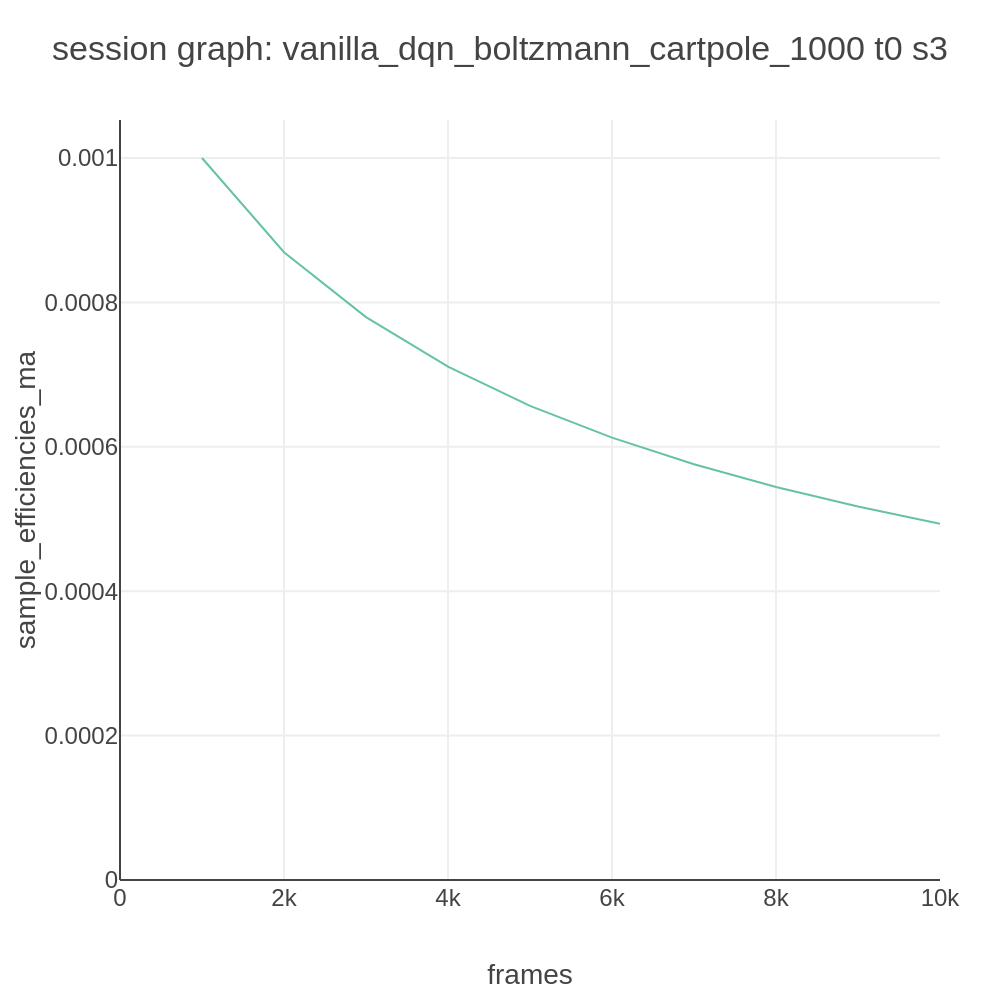 session graph: vanilla_dqn_boltzmann_cartpole_1000 t0 s3
0.001
0.0008
0.0006
0.0004
0.0002
0
sample_efficiencies_ma
0 2k 4k 6k 8k 10k
frames